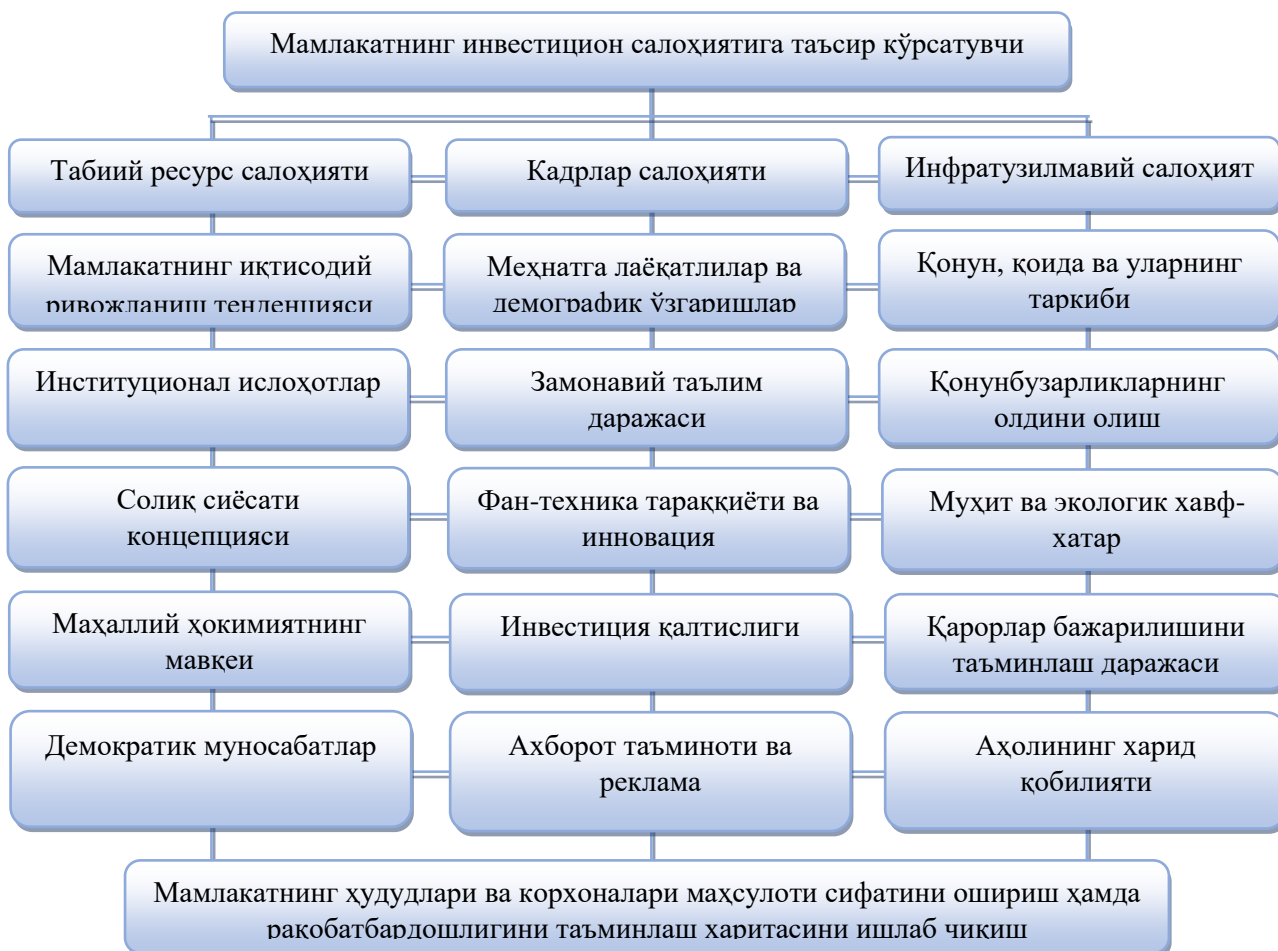 Мамлакатнинг инвестицион салоҳиятига таъсир кўрсатувчи
Табиий ресурс салоҳияти
Кадрлар салоҳияти
Инфратузилмавий салоҳият
Мамлакатнинг иқтисодий
ривожланиш тенденцияси
Меҳнатга лаёқатлилар ва
демографик ўзгаришлар
Қонун, қоида ва уларнинг
таркиби
Институционал ислоҳотлар
Замонавий таълим
даражаси
Қонунбузарликларнинг
олдини олиш
Солиқ сиёсати
концепцияси
Фан-техника тараққиёти ва
инновация
Муҳит ва экологик хавф-
хатар
Маҳаллий ҳокимиятнинг
мавқеи
Инвестиция қалтислиги
Қарорлар бажарилишини
таъминлаш даражаси
Демократик муносабатлар
Ахборот таъминоти ва
реклама
Аҳолининг харид
қобилияти
Мамлакатнинг ҳудудлари ва корхоналари маҳсулоти сифатини ошириш ҳамда
рақобатбардошлигини таъминлаш харитасини ишлаб чиқиш